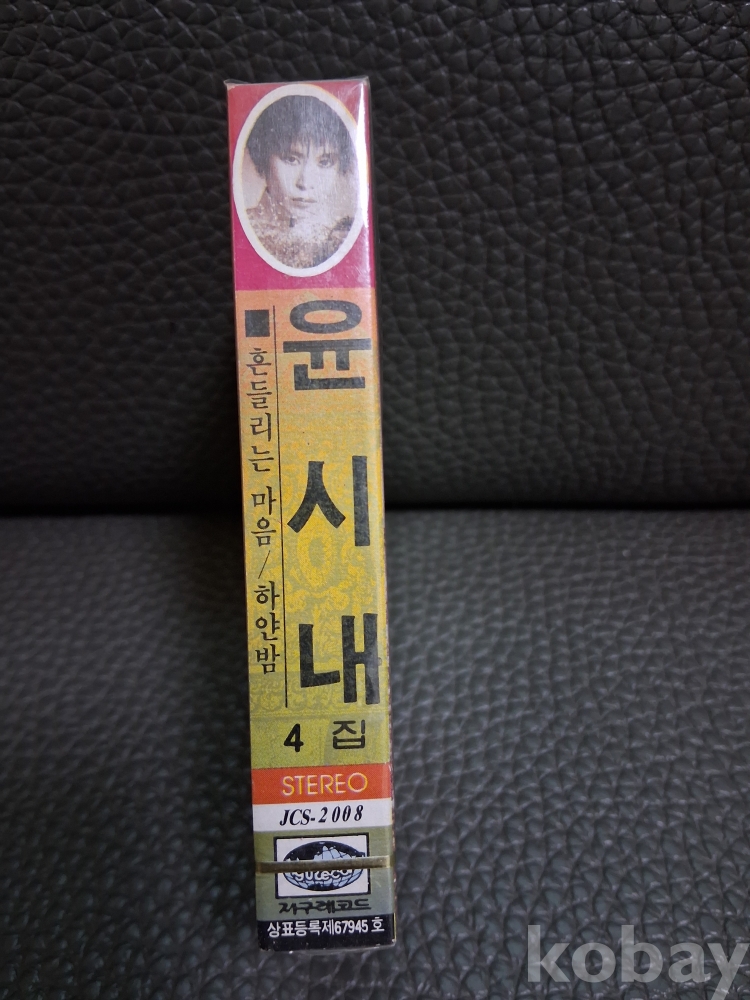 윤시내
■ 흔들리는 마음/하얀밤
4 집
STEREO
JCS-2008
지구레코드
상표등록제67945호
kobay